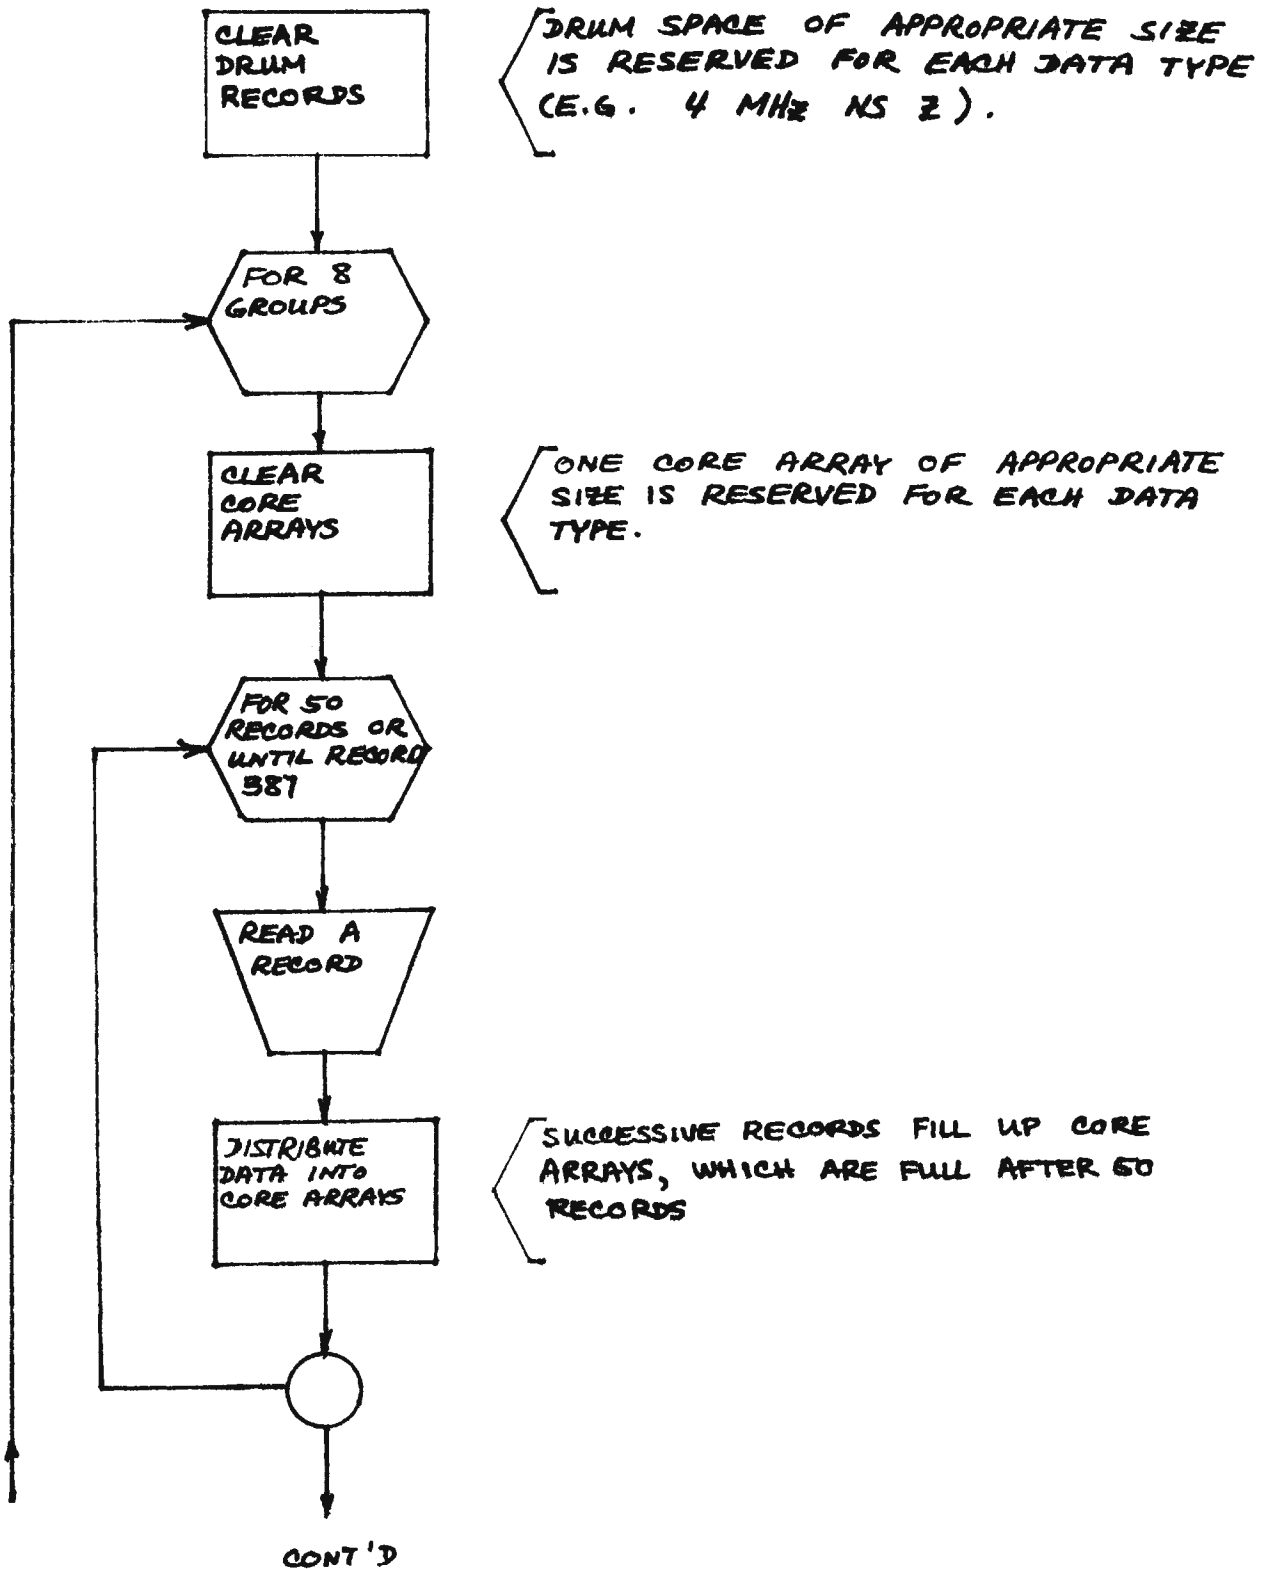 CLEAR
DRUM
RECORDS
DRUM SPACE OF APPROPRIATE SIZE
IS RESERVED FOR EACH DATA TYPE
(E.G. 4 MHz NS Z).
FOR 8
GROUPS
CLEAR
CORE
ARRAYS
ONE CORE ARRAY OF APPROPRIATE
SIZE IS RESERVED FOR EACH DATA
TYPE.
FOR 50
RECORDS OR
UNTIL RECORD
387
READ A
RECORD
DISTRIBUTE
DATA INTO
CORE ARRAYS
SUCCESSIVE RECORDS FILL UP CORE
ARRAYS, WHICH ARE FULL AFTER 50
RECORDS
CONT'D